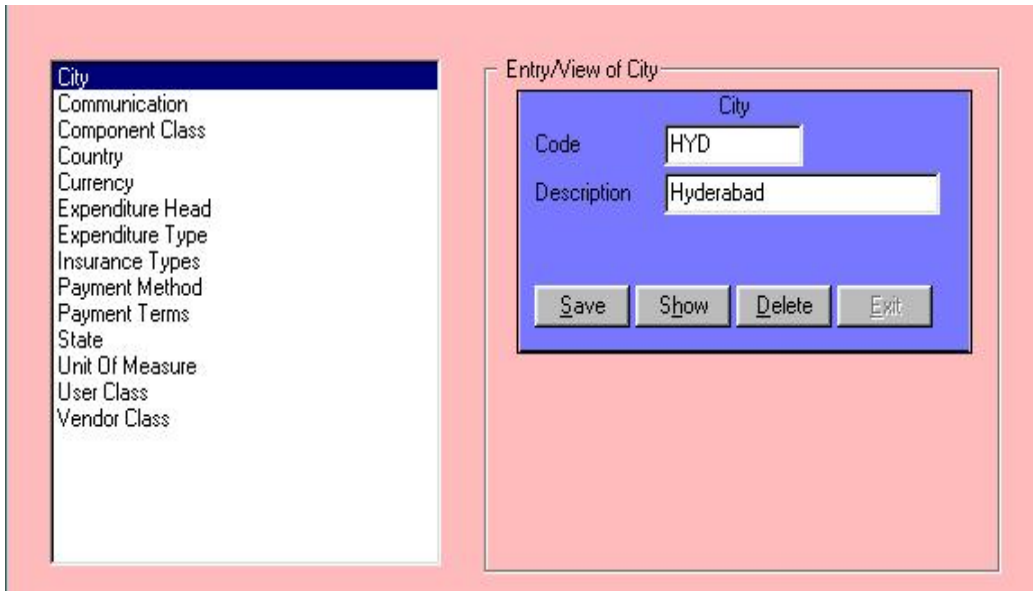 City
Communication
Component Class
Country
Currency
Expenditure Head
Expenditure Type
Insurance Types
Payment Method
Payment Terms
State
Unit Of Measure
User Class
Vendor Class
Entry/View of City
City
Code HYD
Description Hyderabad
Save Show Delete Exit